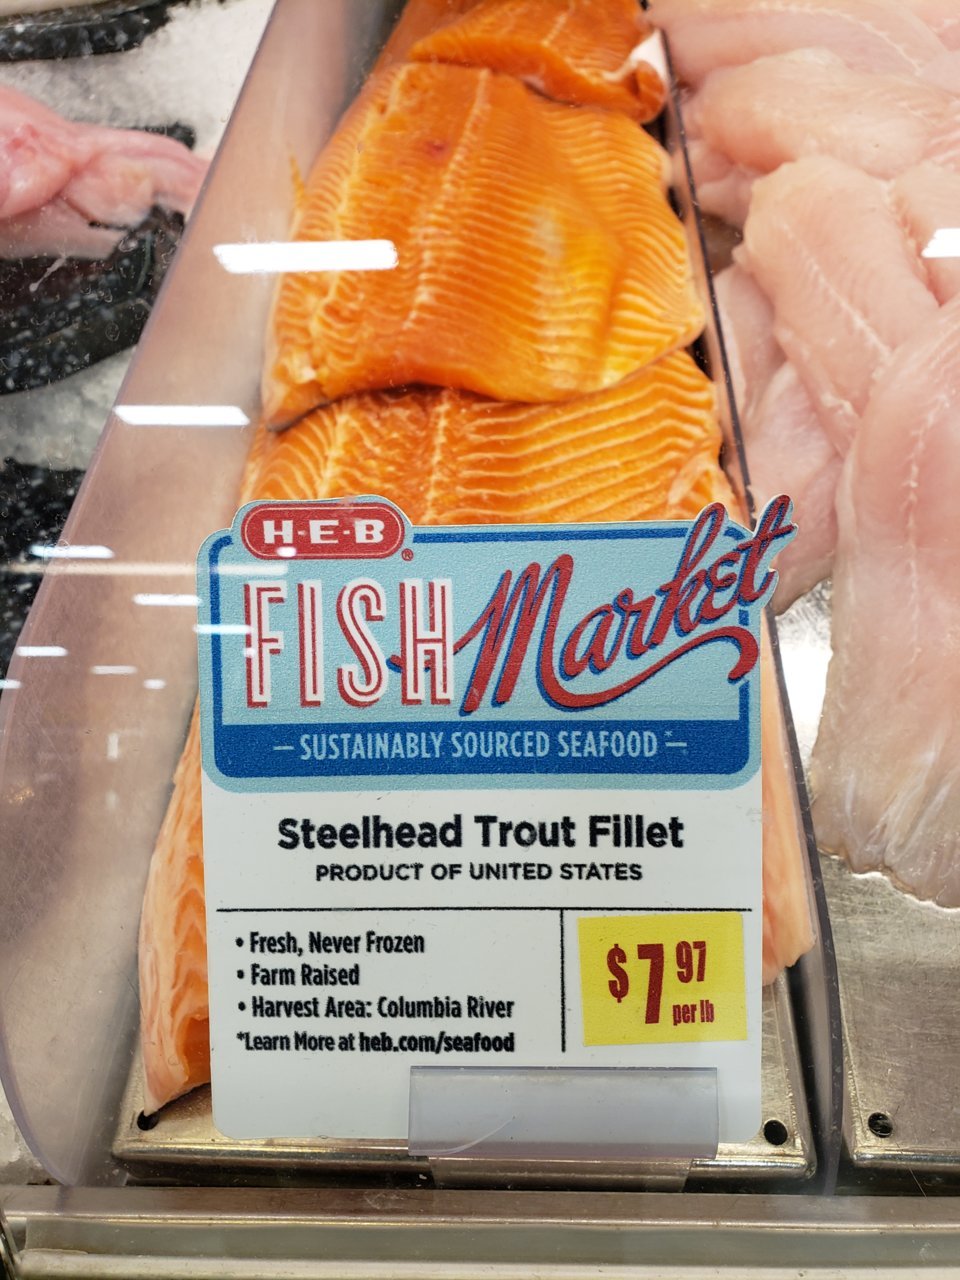 H-E-B®
FISH Market
— SUSTAINABLY SOURCED SEAFOOD* —
Steelhead Trout Fillet
PRODUCT OF UNITED STATES
• Fresh, Never Frozen
• Farm Raised
• Harvest Area: Columbia River
*Learn More at heb.com/seafood
$7 97
per lb